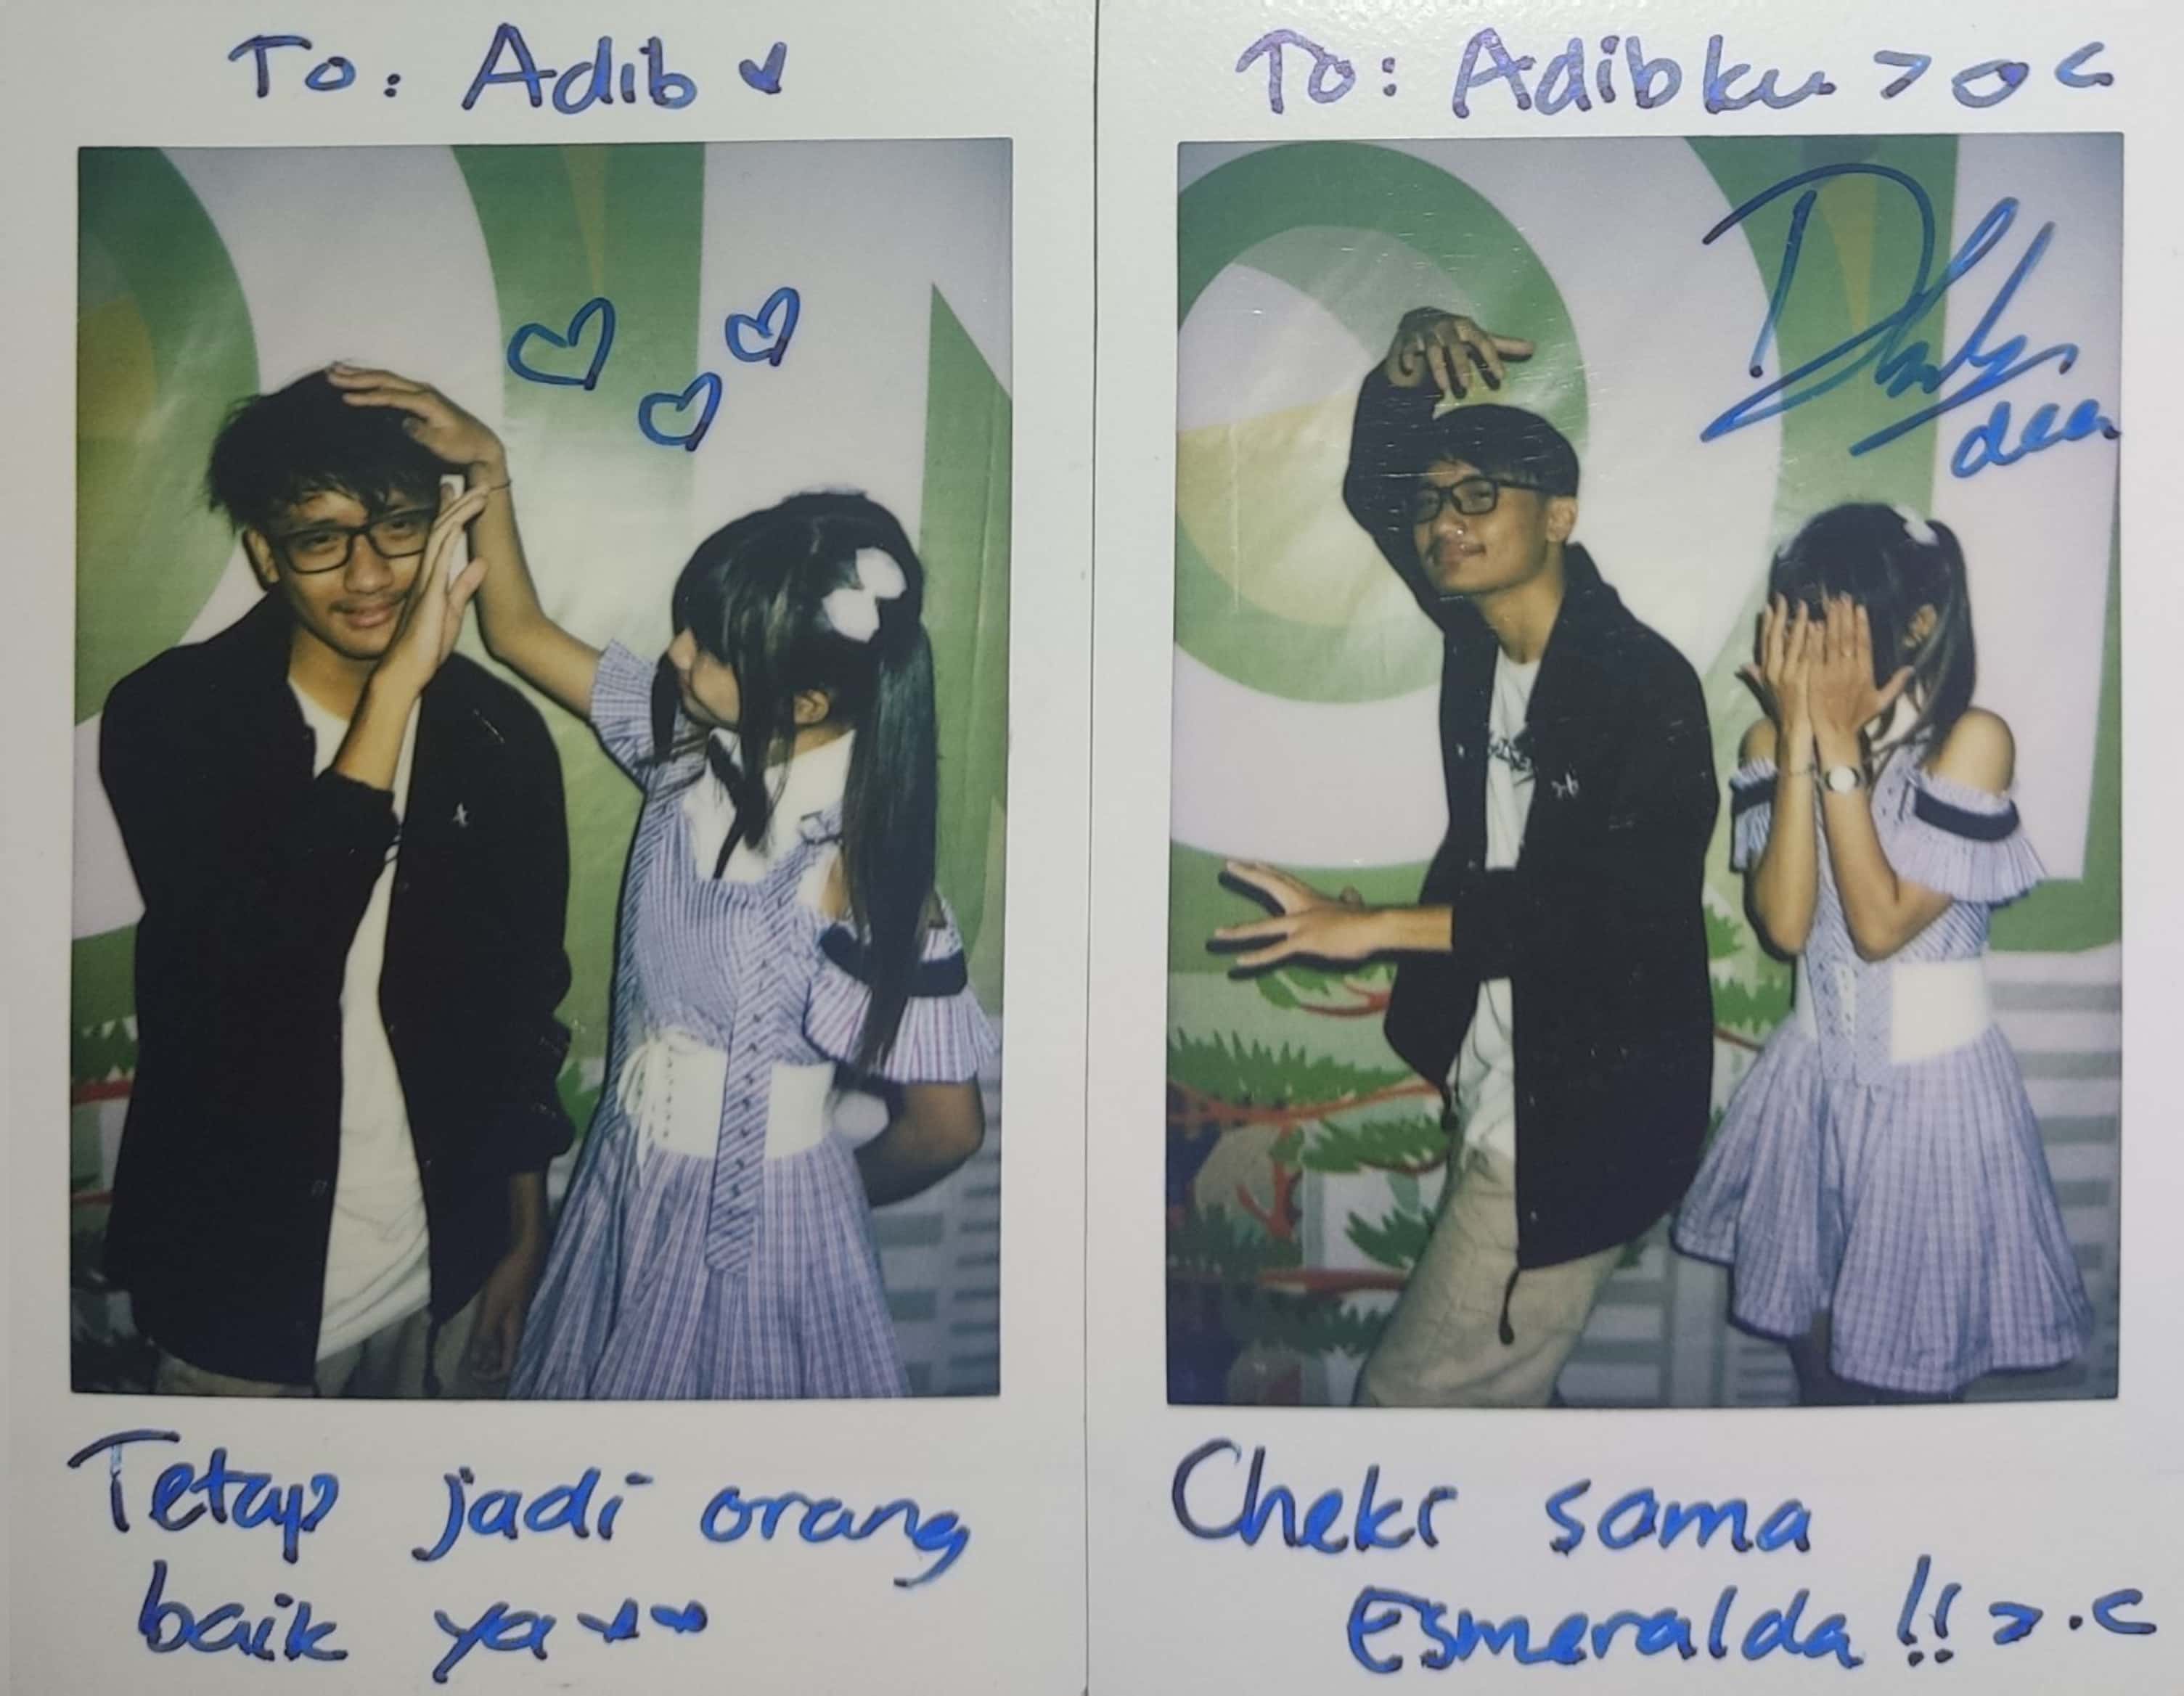 To: Adib
Tetap jadi orang
baik ya
To: Adibku >o<
dea
Cheki sama
Esmeralda !! >.<